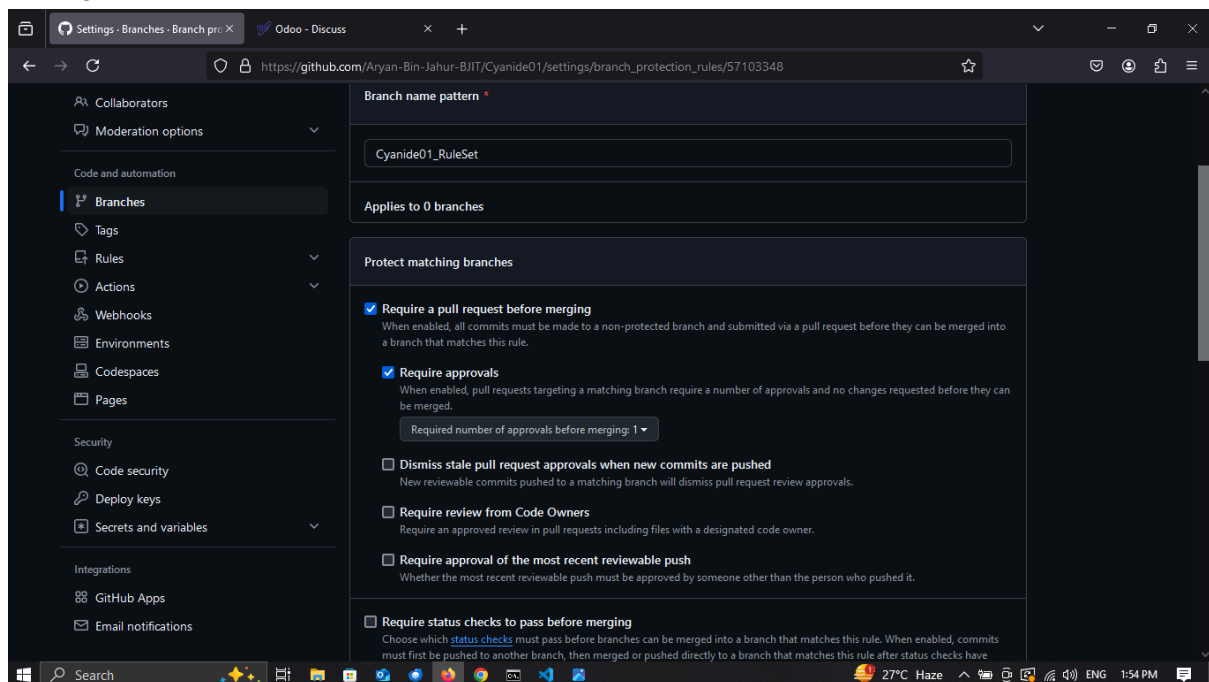 Settings · Branches · Branch pro
Odoo - Discuss
https://github.com/Aryan-Bin-Jahur-BJIT/Cyanide01/settings/branch_protection_rules/57103348
Collaborators
Moderation options
Code and automation
Branches
Tags
Rules
Actions
Webhooks
Environments
Codespaces
Pages
Security
Code security
Deploy keys
Secrets and variables
Integrations
GitHub Apps
Email notifications
Branch name pattern *
Cyanide01_RuleSet
Applies to 0 branches
Protect matching branches
Require a pull request before merging
When enabled, all commits must be made to a non-protected branch and submitted via a pull request before they can be merged into
a branch that matches this rule.
Require approvals
When enabled, pull requests targeting a matching branch require a number of approvals and no changes requested before they can
be merged.
Required number of approvals before merging: 1
Dismiss stale pull request approvals when new commits are pushed
New reviewable commits pushed to a matching branch will dismiss pull request review approvals.
Require review from Code Owners
Require an approved review in pull requests including files with a designated code owner.
Require approval of the most recent reviewable push
Whether the most recent reviewable push must be approved by someone other than the person who pushed it.
Require status checks to pass before merging
Choose which status checks must pass before branches can be merged into a branch that matches this rule. When enabled, commits
must first be pushed to another branch, then merged or pushed directly to a branch that matches this rule after status checks have
Search
27°C Haze
ENG
1:54 PM